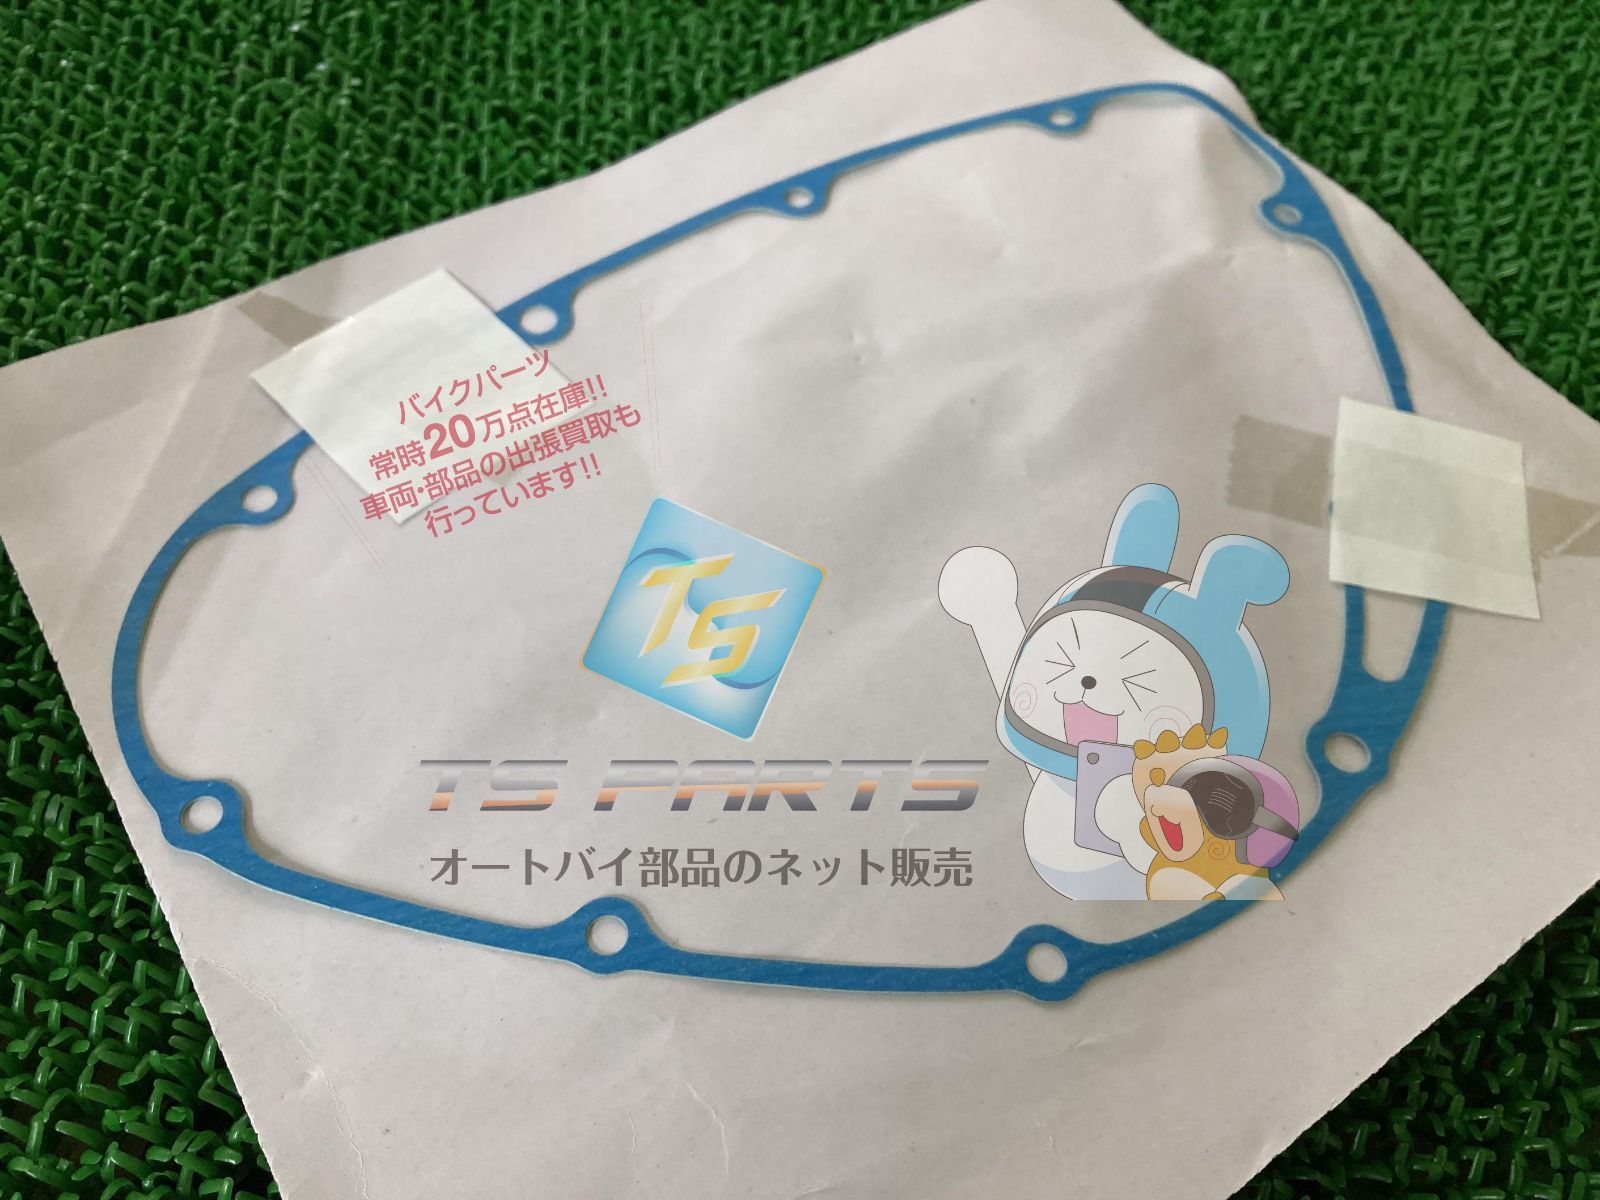 バイクパーツ
常時20万点在庫!!
車両・部品の出張買取も
行っています!!
TS
TS PARTS
オートバイ部品のネット販売